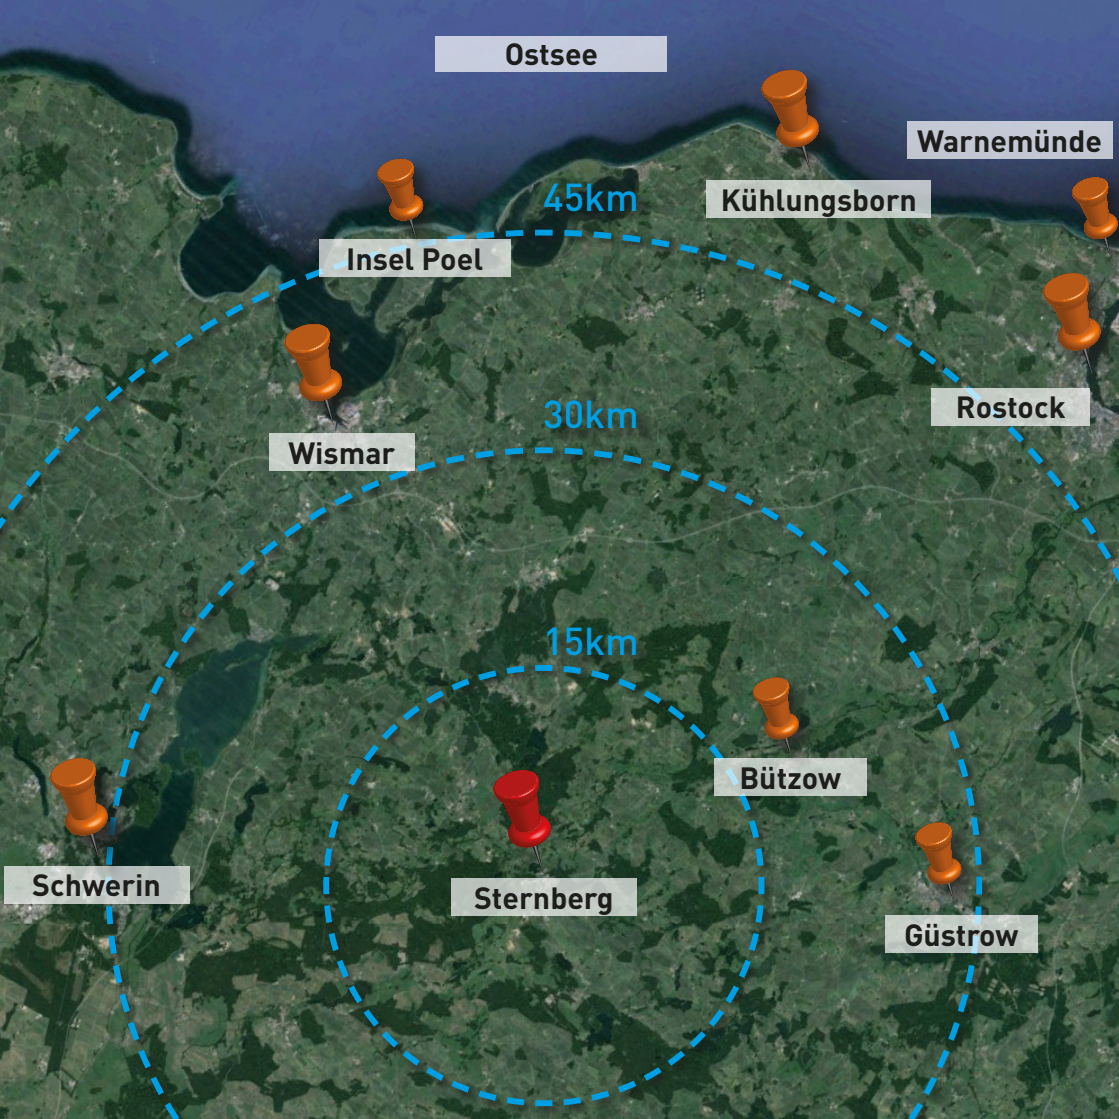 Ostsee
Warnemünde
Kühlungsborn
45km
Insel Poel
Rostock
30km
Wismar
15km
Bützow
Schwerin
Sternberg
Güstrow